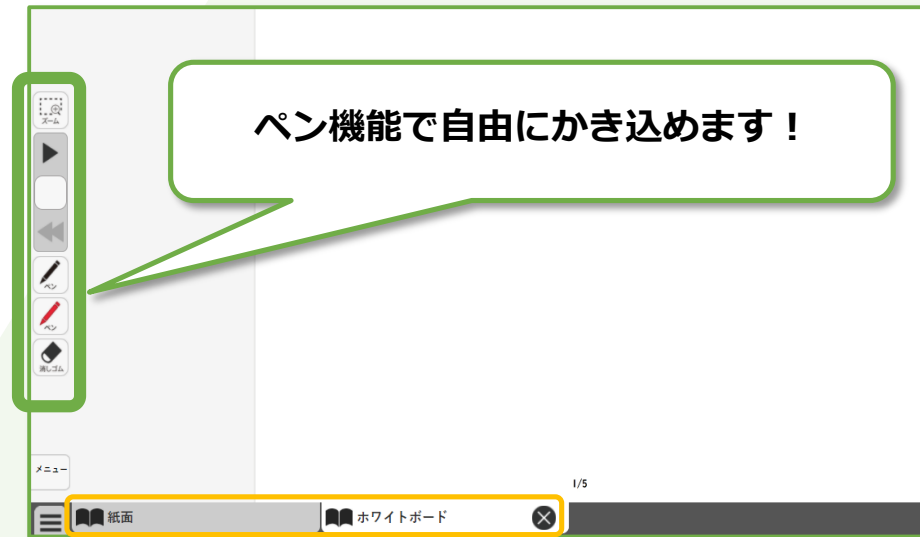 ペン機能で自由にかき込めます！
ズーム
ペン
ペン
消しゴム
メニュー
1/5
紙面
ホワイトボード